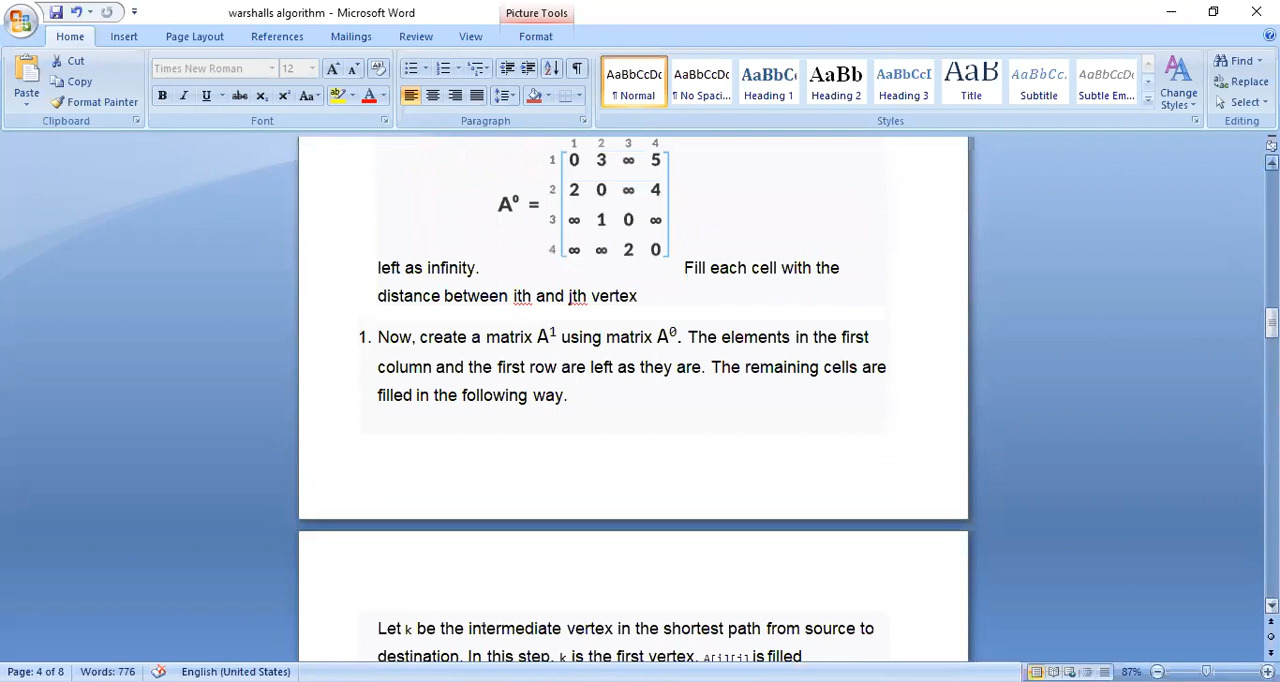 warshalls algorithm - Microsoft Word
Picture Tools
Home Insert Page Layout References Mailings Review View Format
Paste
Cut
Copy
Format Painter
Clipboard
Times New Roman 12
Font
Paragraph
AaBbCcDc AaBbCcDc AaBbC AaBb AaBbCcI AaB AaBbCc. AaBbCcDc
¶ Normal ¶ No Spaci... Heading 1 Heading 2 Heading 3 Title Subtitle Subtle Em...
Change Styles
Styles
Find
Replace
Select
Editing
1 2 3 4
1 0 3 ∞ 5
2 2 0 ∞ 4
A⁰ =
3 ∞ 1 0 ∞
4 ∞ ∞ 2 0
left as infinity. Fill each cell with the
distance between ith and jth vertex
1. Now, create a matrix A¹ using matrix A⁰. The elements in the first
column and the first row are left as they are. The remaining cells are
filled in the following way.
Let k be the intermediate vertex in the shortest path from source to
destination. In this step, k is the first vertex. A[i][j] is filled
Page: 4 of 8 Words: 776 English (United States) 87%